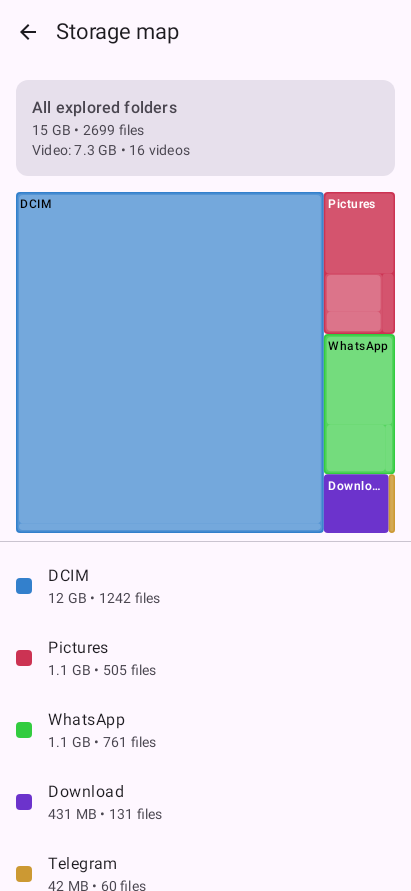 Storage map
All explored folders
15 GB • 2699 files
Video: 7.3 GB • 16 videos
DCIM
Pictures
WhatsApp
Downlo…
DCIM
12 GB • 1242 files
Pictures
1.1 GB • 505 files
WhatsApp
1.1 GB • 761 files
Download
431 MB • 131 files
Telegram
42 MB • 60 files